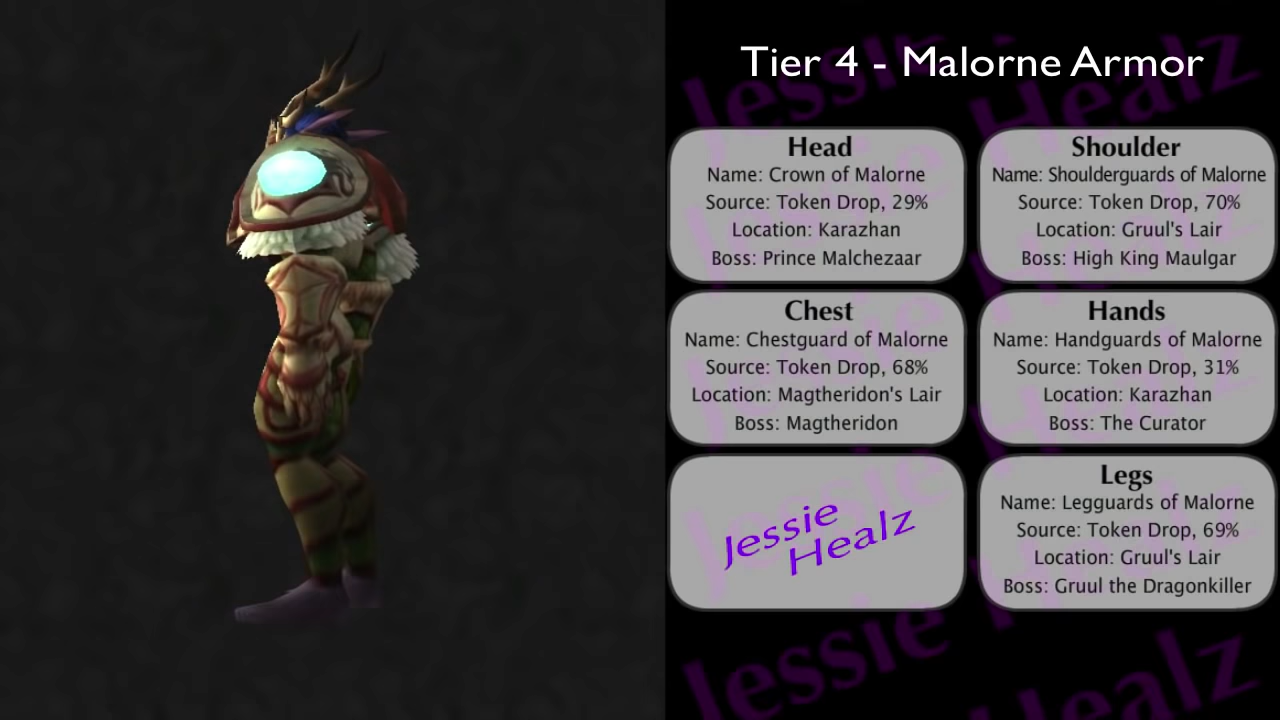 Tier 4 - Malorne Armor
Head
Name: Crown of Malorne
Source: Token Drop, 29%
Location: Karazhan
Boss: Prince Malchezaar
Shoulder
Name: Shoulderguards of Malorne
Source: Token Drop, 70%
Location: Gruul's Lair
Boss: High King Maulgar
Chest
Name: Chestguard of Malorne
Source: Token Drop, 68%
Location: Magtheridon's Lair
Boss: Magtheridon
Hands
Name: Handguards of Malorne
Source: Token Drop, 31%
Location: Karazhan
Boss: The Curator
Jessie
Healz
Legs
Name: Legguards of Malorne
Source: Token Drop, 69%
Location: Gruul's Lair
Boss: Gruul the Dragonkiller
Jessie Healz
Jessie Healz